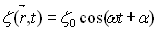 ζ(r⃗,t) = ζ₀ cos(ωt + α)